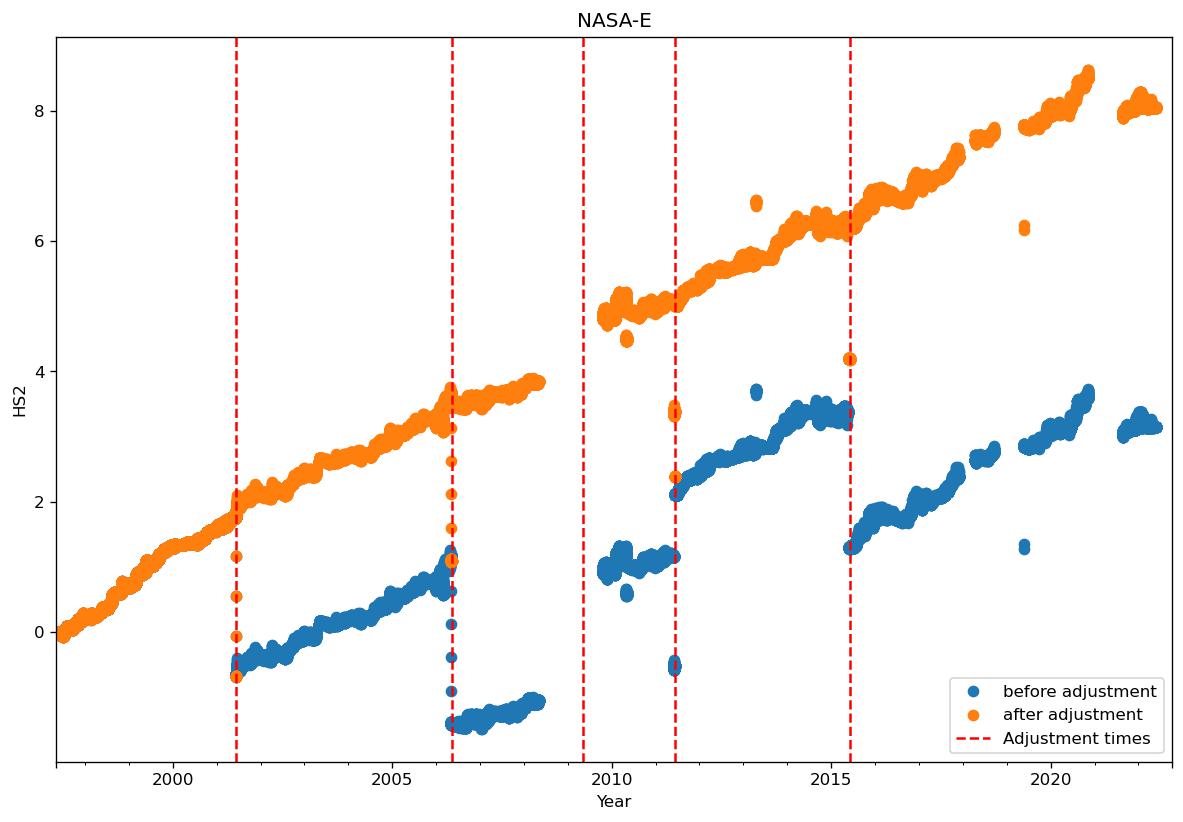 NASA-E
HS2
8
6
4
2
0
before adjustment
after adjustment
Adjustment times
2000 2005 2010 2015 2020
Year